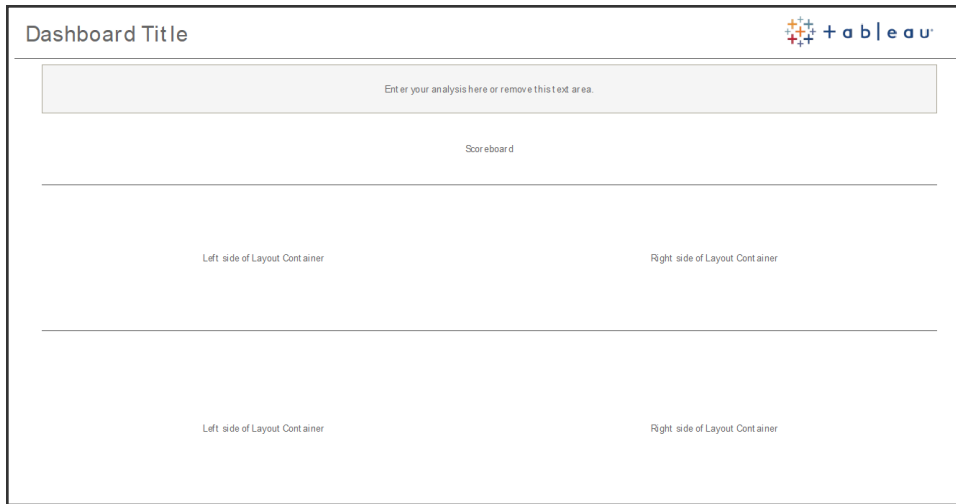 Dashboard Title
+ableau
Enter your analysis here or remove this text area.
Scoreboard
Left side of Layout Container
Right side of Layout Container
Left side of Layout Container
Right side of Layout Container